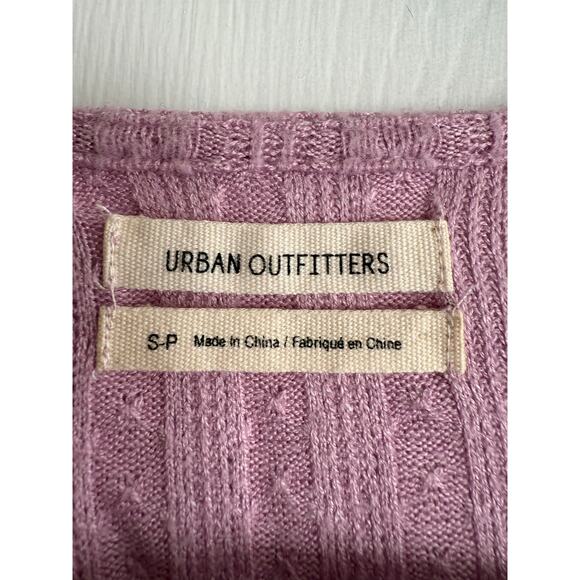 URBAN OUTFITTERS
S-P Made in China / Fabriqué en Chine